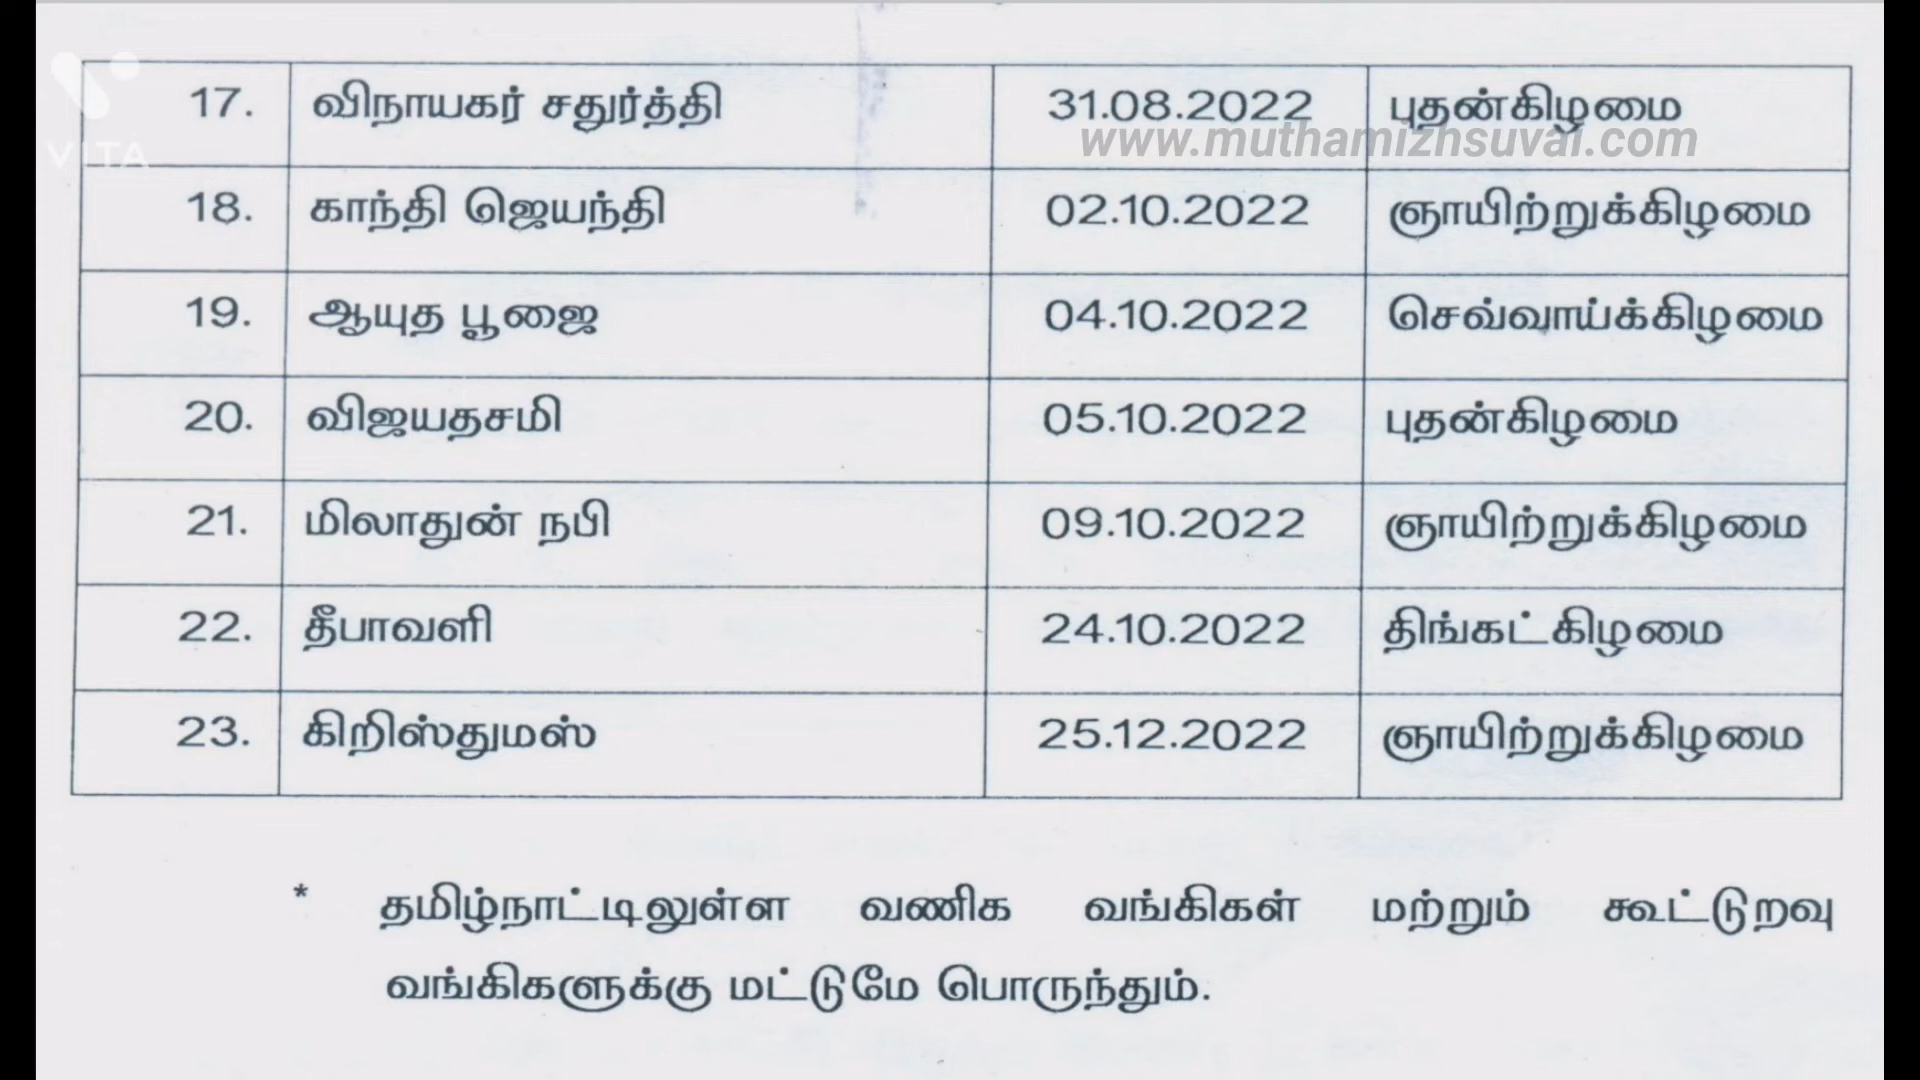 17. விநாயகர் சதுர்த்தி 31.08.2022 புதன்கிழமை
www.muthamizhsuvai.com
VITA
18. காந்தி ஜெயந்தி 02.10.2022 ஞாயிற்றுக்கிழமை
19. ஆயுத பூஜை 04.10.2022 செவ்வாய்க்கிழமை
20. விஜயதசமி 05.10.2022 புதன்கிழமை
21. மிலாதுன் நபி 09.10.2022 ஞாயிற்றுக்கிழமை
22. தீபாவளி 24.10.2022 திங்கட்கிழமை
23. கிறிஸ்துமஸ் 25.12.2022 ஞாயிற்றுக்கிழமை
* தமிழ்நாட்டிலுள்ள வணிக வங்கிகள் மற்றும் கூட்டுறவு
வங்கிகளுக்கு மட்டுமே பொருந்தும்.